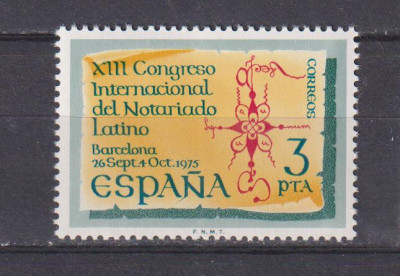 XIII Congreso
Internacional
del Notariado
Latino
Barcelona
26 Sept. 4 Oct. 1975
ESPAÑA
CORREOS
3
PTA
F.N.M.T.